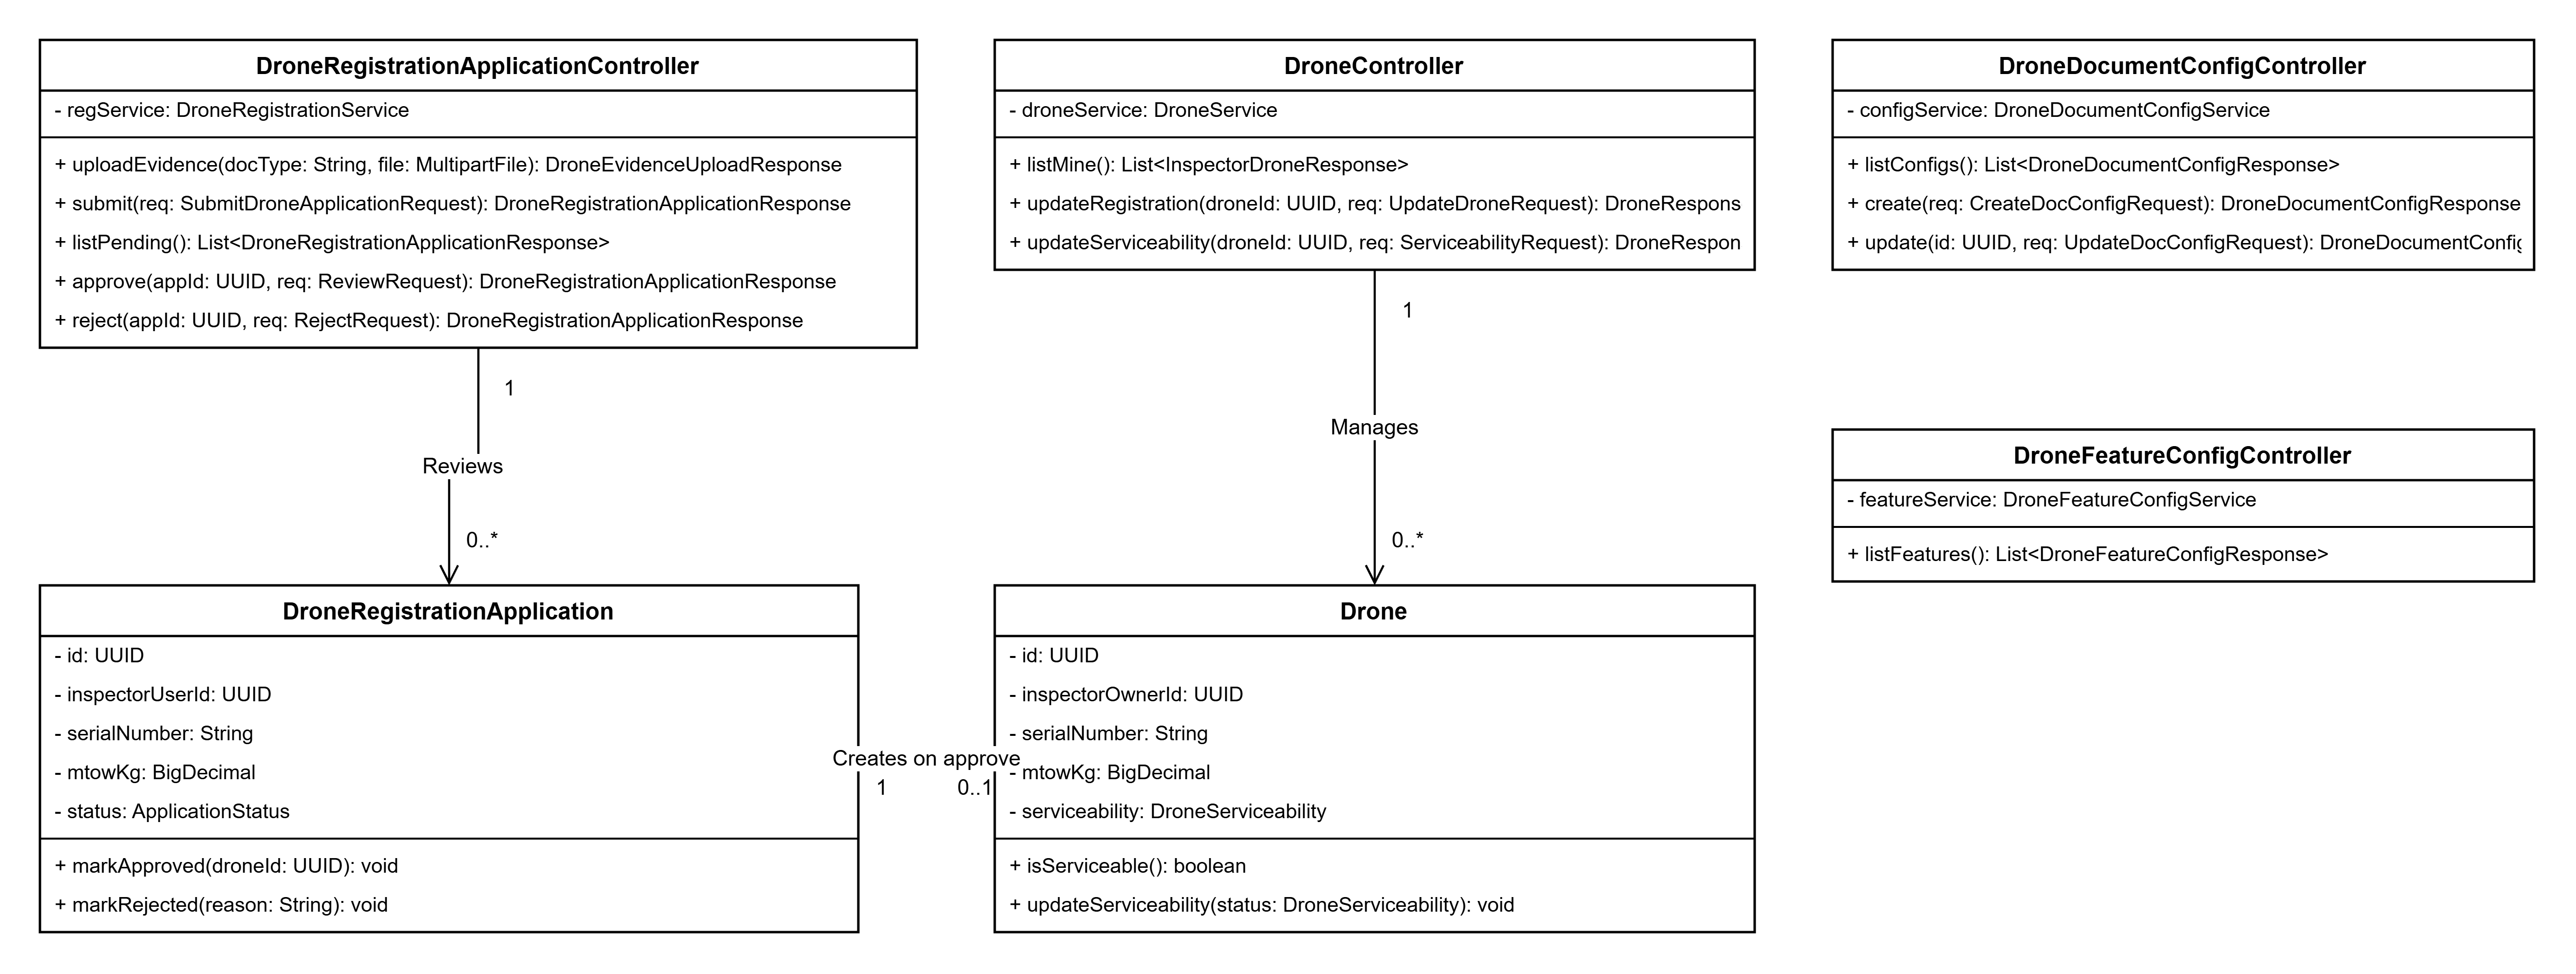 DroneRegistrationApplicationController
- regService: DroneRegistrationService
+ uploadEvidence(docType: String, file: MultipartFile): DroneEvidenceUploadResponse
+ submit(req: SubmitDroneApplicationRequest): DroneRegistrationApplicationResponse
+ listPending(): List<DroneRegistrationApplicationResponse>
+ approve(appId: UUID, req: ReviewRequest): DroneRegistrationApplicationResponse
+ reject(appId: UUID, req: RejectRequest): DroneRegistrationApplicationResponse
DroneController
- droneService: DroneService
+ listMine(): List<InspectorDroneResponse>
+ updateRegistration(droneId: UUID, req: UpdateDroneRequest): DroneRespons
+ updateServiceability(droneId: UUID, req: ServiceabilityRequest): DroneRespon
DroneDocumentConfigController
- configService: DroneDocumentConfigService
+ listConfigs(): List<DroneDocumentConfigResponse>
+ create(req: CreateDocConfigRequest): DroneDocumentConfigResponse
+ update(id: UUID, req: UpdateDocConfigRequest): DroneDocumentConfig
1
Reviews
0..*
1
Manages
0..*
DroneFeatureConfigController
- featureService: DroneFeatureConfigService
+ listFeatures(): List<DroneFeatureConfigResponse>
DroneRegistrationApplication
- id: UUID
- inspectorUserId: UUID
- serialNumber: String
- mtowKg: BigDecimal
- status: ApplicationStatus
+ markApproved(droneId: UUID): void
+ markRejected(reason: String): void
Creates on approve
1
0..1
Drone
- id: UUID
- inspectorOwnerId: UUID
- serialNumber: String
- mtowKg: BigDecimal
- serviceability: DroneServiceability
+ isServiceable(): boolean
+ updateServiceability(status: DroneServiceability): void